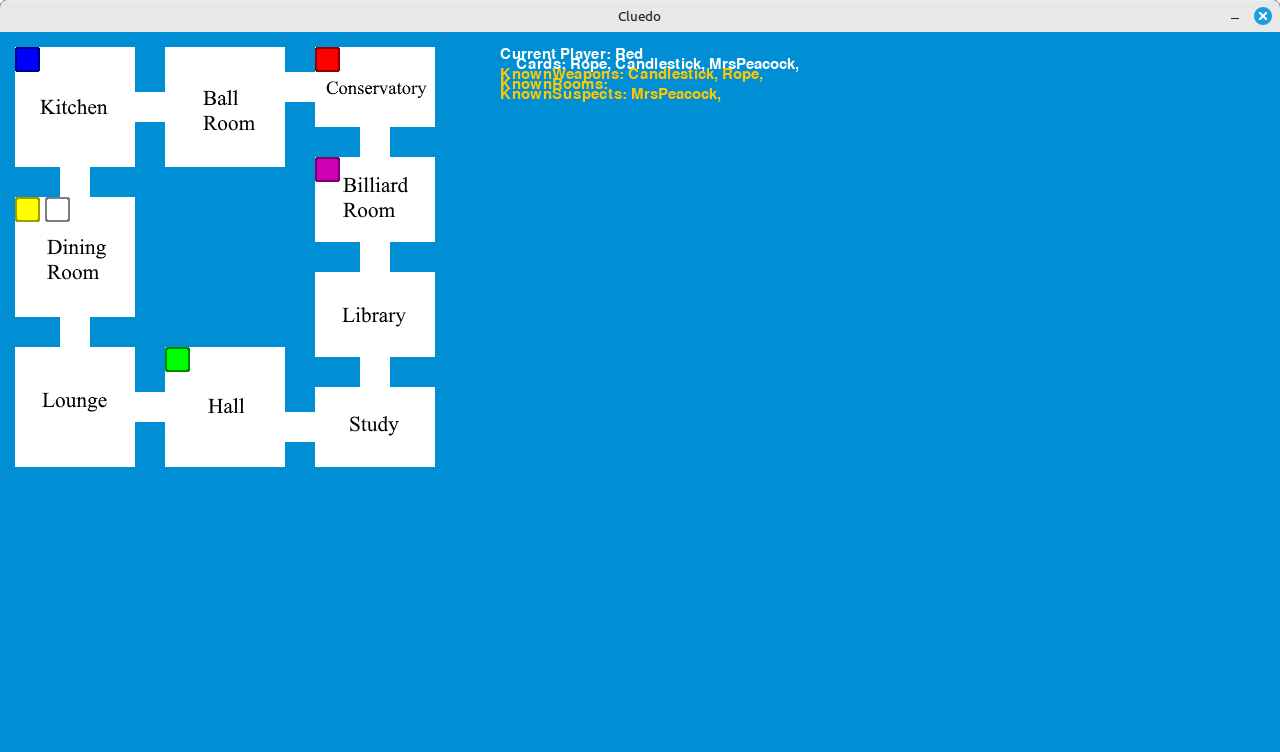 Cluedo
Current Player: Red
Cards: Rope, Candlestick, MrsPeacock,
KnownWeapons: Candlestick, Rope,
KnownRooms:
KnownSuspects: MrsPeacock,
Kitchen
Ball
Room
Conservatory
Billiard
Room
Dining
Room
Library
Lounge
Hall
Study